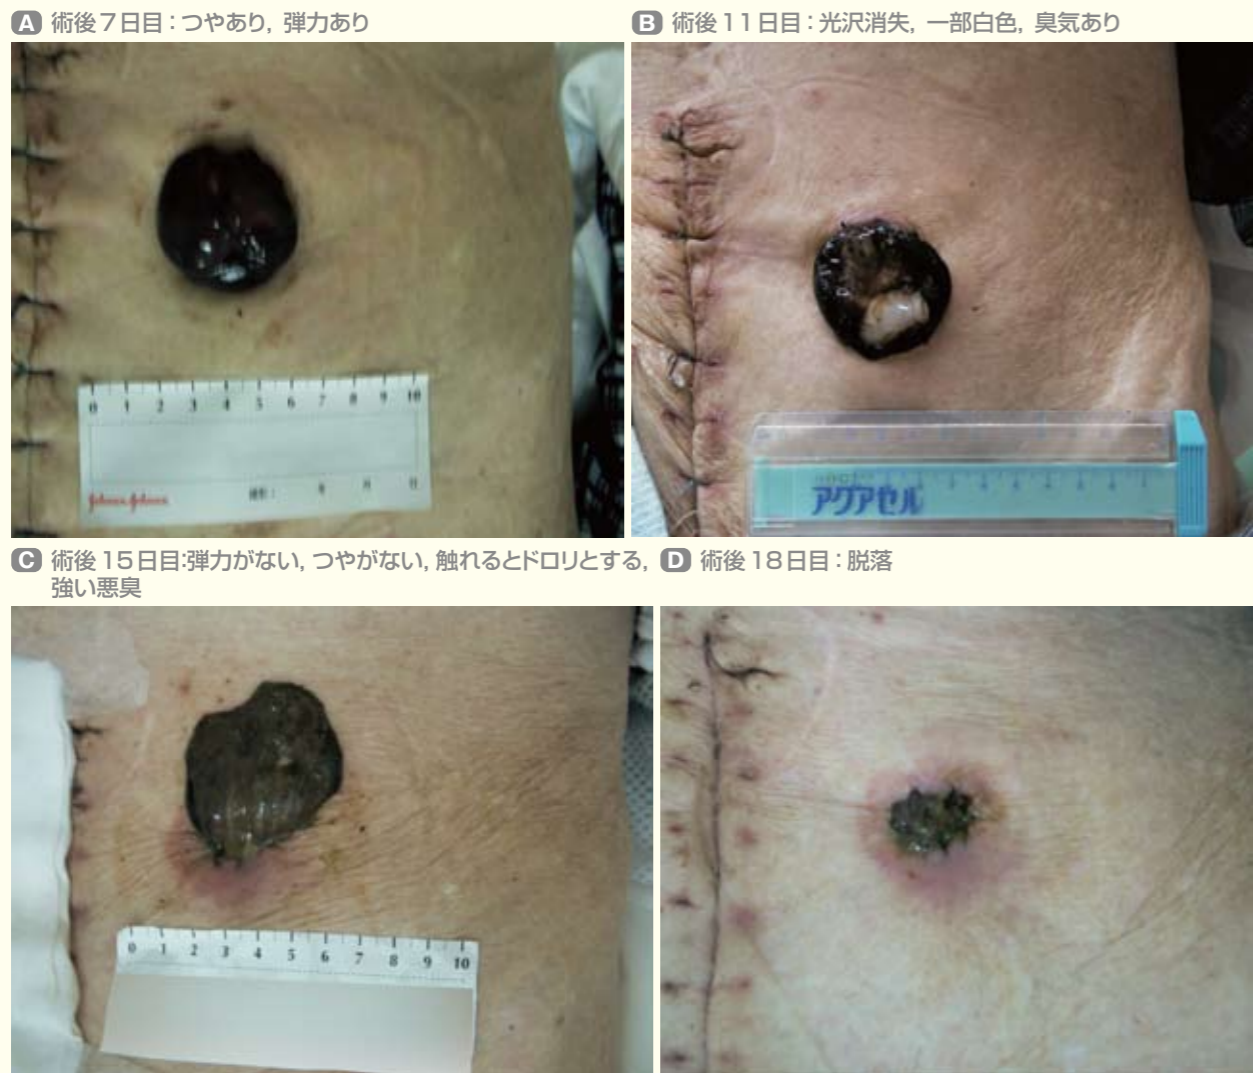 A 術後7日目：つやあり，弾力あり
B 術後11日目：光沢消失，一部白色，臭気あり
0 1 2 3 4 5 6 7 8 9 10
Johnson & Johnson
アクアセル
C 術後15日目：弾力がない，つやがない，触れるとドロリとする，
強い悪臭
D 術後18日目：脱落
0 1 2 3 4 5 6 7 8 9 10